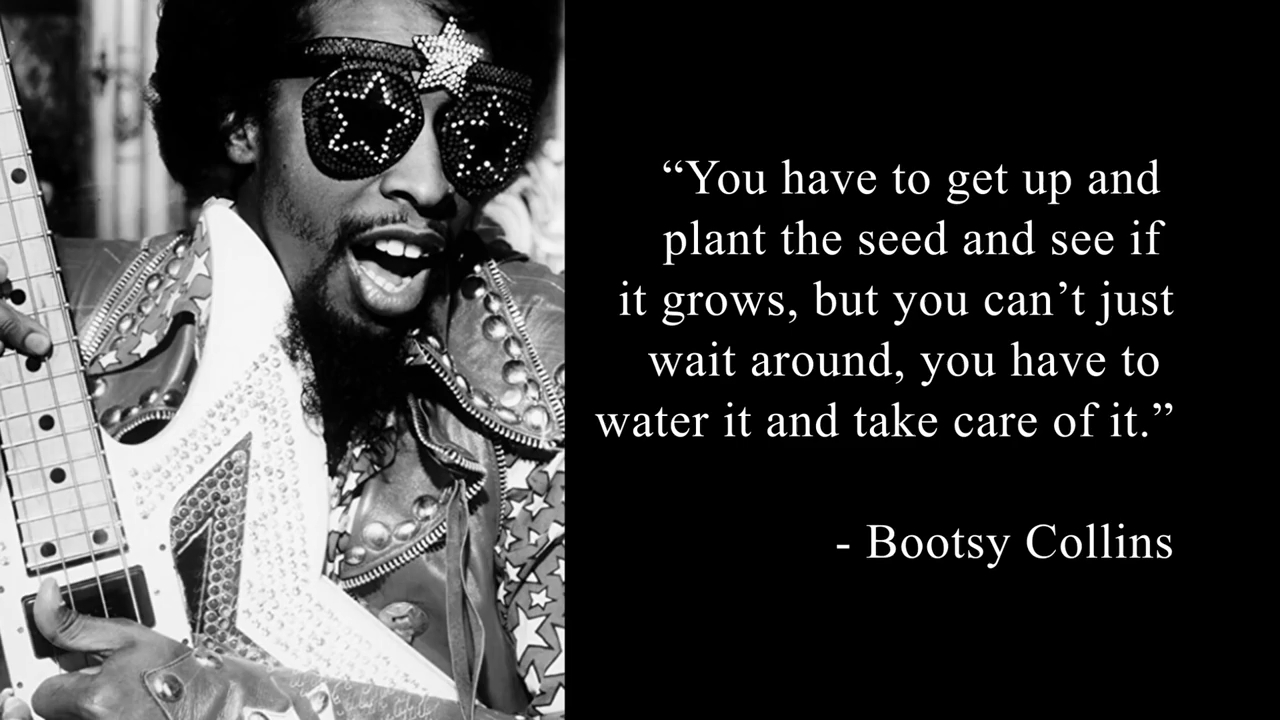 “You have to get up and
plant the seed and see if
it grows, but you can’t just
wait around, you have to
water it and take care of it.”
- Bootsy Collins